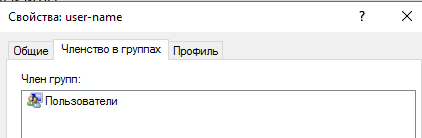 Свойства: user-name
Общие Членство в группах Профиль
Член групп:
Пользователи